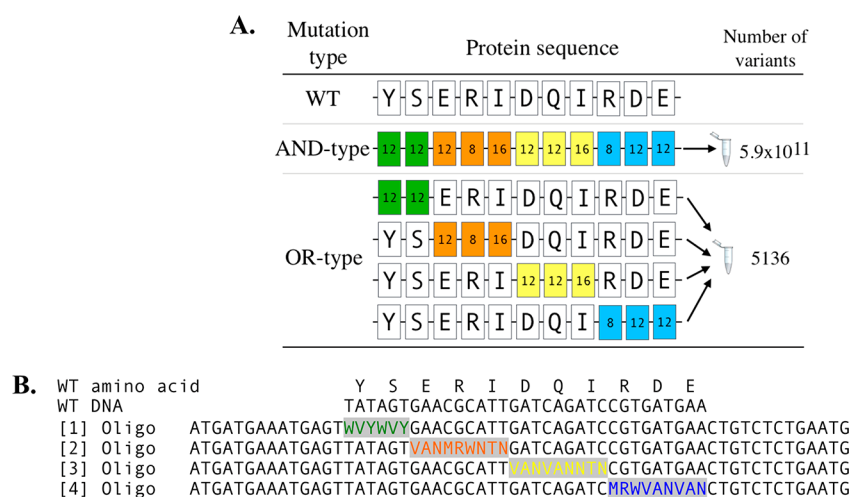 A.
Mutation type Protein sequence Number of variants
WT Y S E R I D Q I R D E
AND-type 12 12 12 8 16 12 12 16 8 12 12 5.9x10^11
OR-type
12 12 E R I D Q I R D E
Y S 12 8 16 D Q I R D E
5136
Y S E R I 12 12 16 R D E
Y S E R I D Q I 8 12 12
B.
WT amino acid Y S E R I D Q I R D E
WT DNA TATAGTGAACGCATTGATCAGATCCGTGATGAA
[1] Oligo ATGATGAAATGAGTWVYWVYGAACGCATTGATCAGATCCGTGATGAACTGTCTCTGAATG
[2] Oligo ATGATGAAATGAGTTATAGTVANMRWNTNGATCAGATCCGTGATGAACTGTCTCTGAATG
[3] Oligo ATGATGAAATGAGTTATAGTGAACGCATTVANVANNTNCGTGATGAACTGTCTCTGAATG
[4] Oligo ATGATGAAATGAGTTATAGTGAACGCATTGATCAGATCMRWVANVANCTGTCTCTGAATG